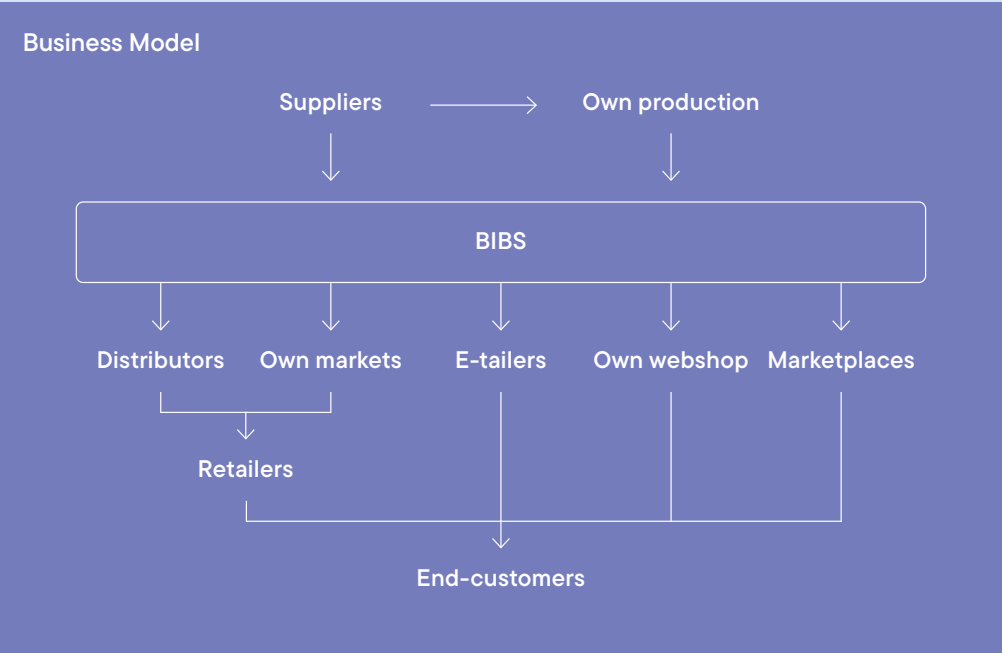 Business Model
Suppliers Own production
BIBS
Distributors Own markets E-tailers Own webshop Marketplaces
Retailers
End-customers